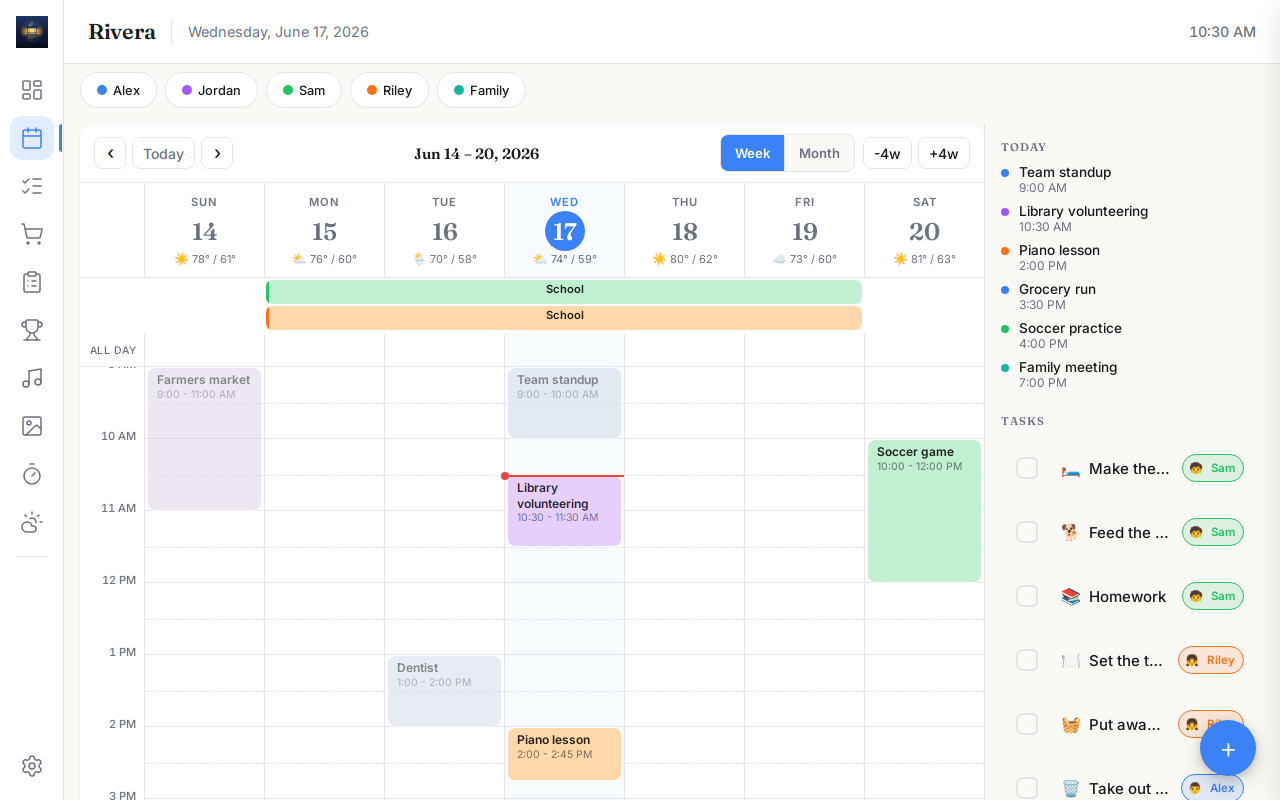 Rivera
Wednesday, June 17, 2026
10:30 AM
Alex
Jordan
Sam
Riley
Family
‹
Today
›
Jun 14 – 20, 2026
Week
Month
-4w
+4w
SUN
14
78° / 61°
MON
15
76° / 60°
TUE
16
70° / 58°
WED
17
74° / 59°
THU
18
80° / 62°
FRI
19
73° / 60°
SAT
20
81° / 63°
School
School
ALL DAY
10 AM
11 AM
12 PM
1 PM
2 PM
3 PM
Farmers market
9:00 - 11:00 AM
Dentist
1:00 - 2:00 PM
Team standup
9:00 - 10:00 AM
Library
volunteering
10:30 - 11:30 AM
Piano lesson
2:00 - 2:45 PM
Soccer game
10:00 - 12:00 PM
TODAY
Team standup
9:00 AM
Library volunteering
10:30 AM
Piano lesson
2:00 PM
Grocery run
3:30 PM
Soccer practice
4:00 PM
Family meeting
7:00 PM
TASKS
Make the... Sam
Feed the ... Sam
Homework Sam
Set the t... Riley
Put awa...
Take out ... Alex
+